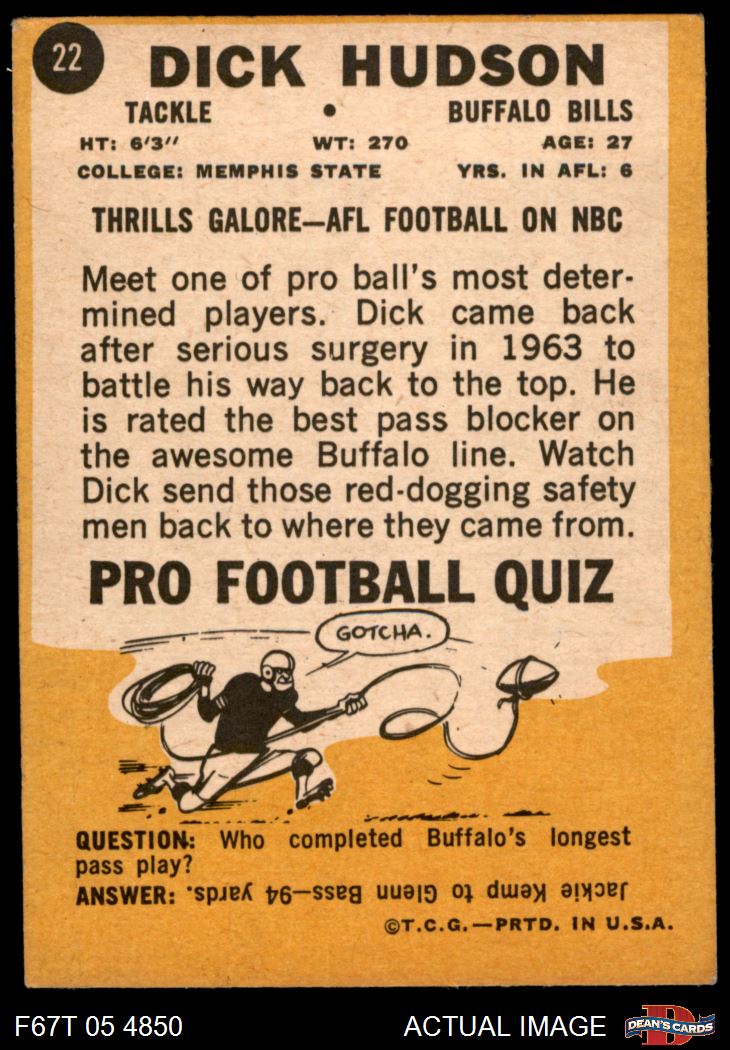 22
DICK HUDSON
TACKLE • BUFFALO BILLS
HT: 6'3" WT: 270 AGE: 27
COLLEGE: MEMPHIS STATE YRS. IN AFL: 6
THRILLS GALORE—AFL FOOTBALL ON NBC
Meet one of pro ball's most deter-
mined players. Dick came back
after serious surgery in 1963 to
battle his way back to the top. He
is rated the best pass blocker on
the awesome Buffalo line. Watch
Dick send those red-dogging safety
men back to where they came from.
PRO FOOTBALL QUIZ
GOTCHA.
QUESTION: Who completed Buffalo's longest
pass play?
ANSWER: Jackie Kemp to Glenn Bass—94 yards.
©T.C.G.—PRTD. IN U.S.A.
F67T 05 4850 ACTUAL IMAGE D DEAN'S CARDS